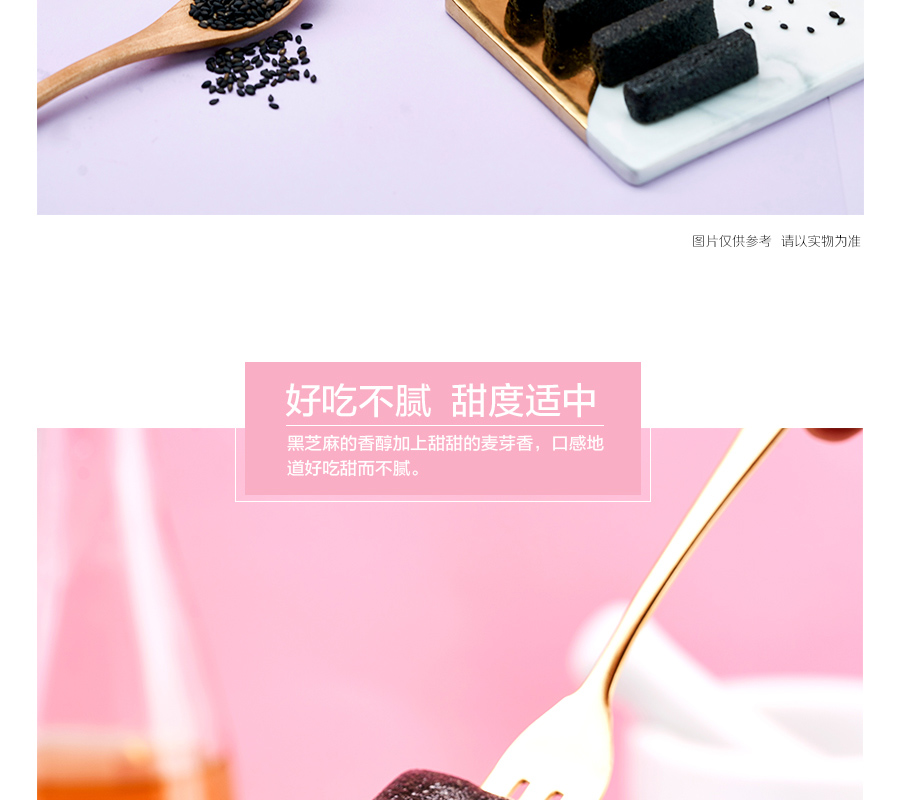 图片仅供参考 请以实物为准
好吃不腻 甜度适中
黑芝麻的香醇加上甜甜的麦芽香，口感地
道好吃甜而不腻。